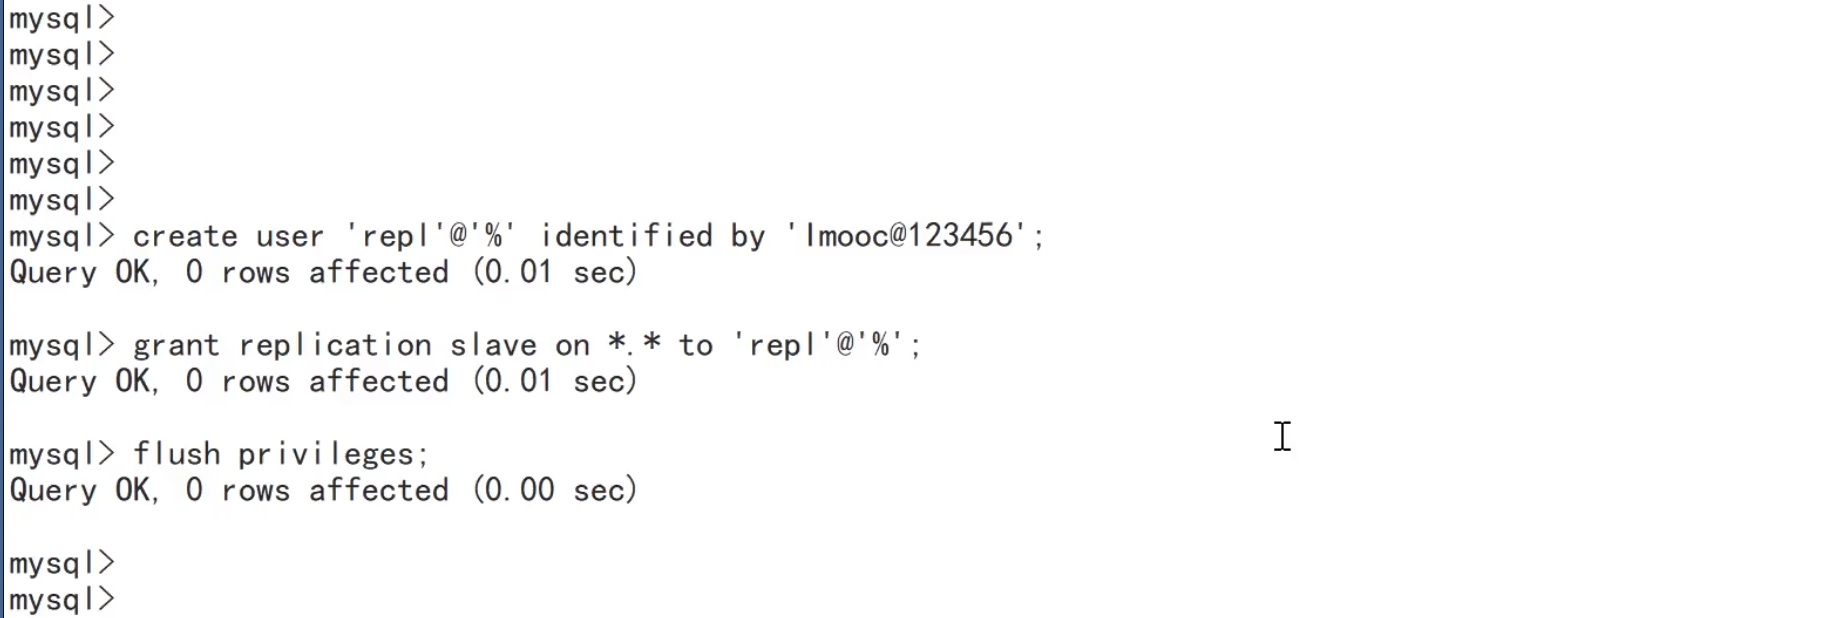 mysql>
mysql>
mysql>
mysql>
mysql>
mysql>
mysql> create user 'repl'@'%' identified by 'Imooc@123456';
Query OK, 0 rows affected (0.01 sec)
mysql> grant replication slave on *.* to 'repl'@'%';
Query OK, 0 rows affected (0.01 sec)
mysql> flush privileges;
Query OK, 0 rows affected (0.00 sec)
mysql>
mysql>